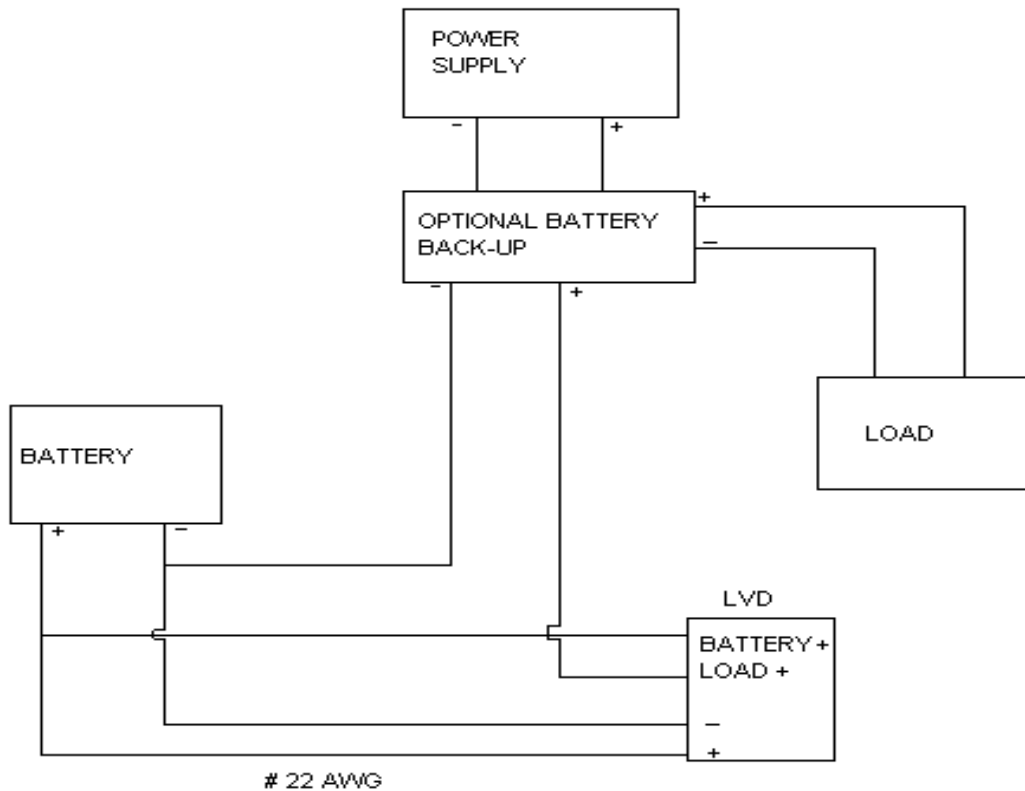 POWER
SUPPLY
- +
+
OPTIONAL BATTERY
BACK-UP
-
- +
LOAD
BATTERY
+ -
LVD
BATTERY +
LOAD +
-
+
# 22 AWG